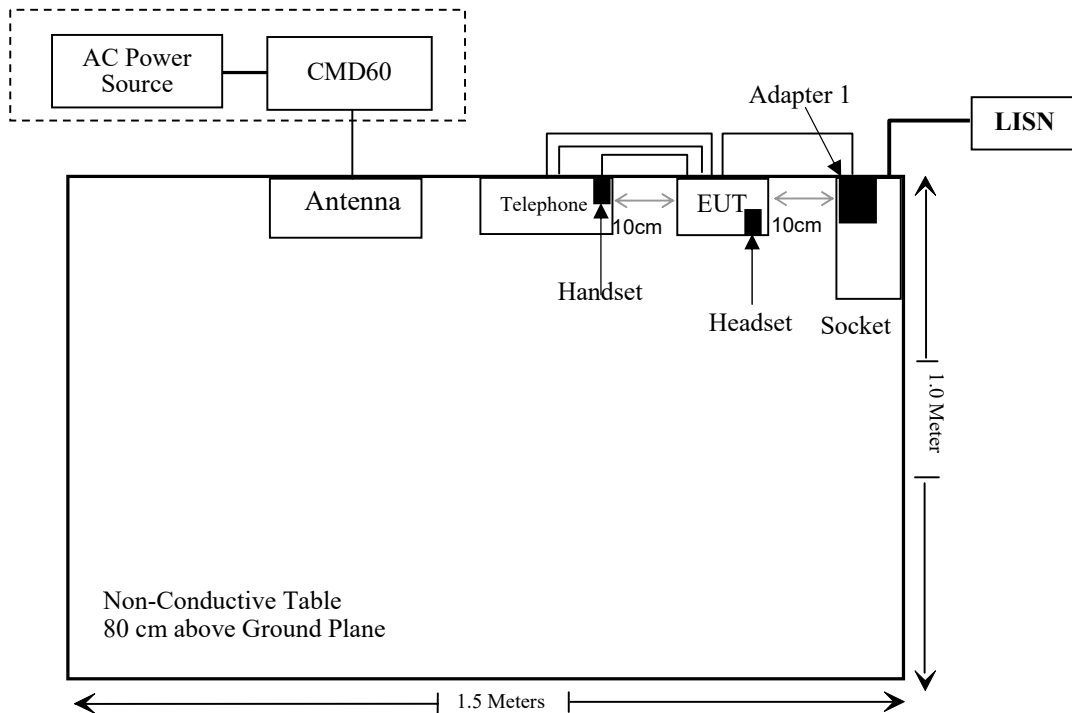 AC Power
Source
CMD60
Adapter 1
LISN
Antenna
Telephone
EUT
10cm
10cm
Handset
Headset
Socket
1.0 Meter
Non-Conductive Table
80 cm above Ground Plane
1.5 Meters